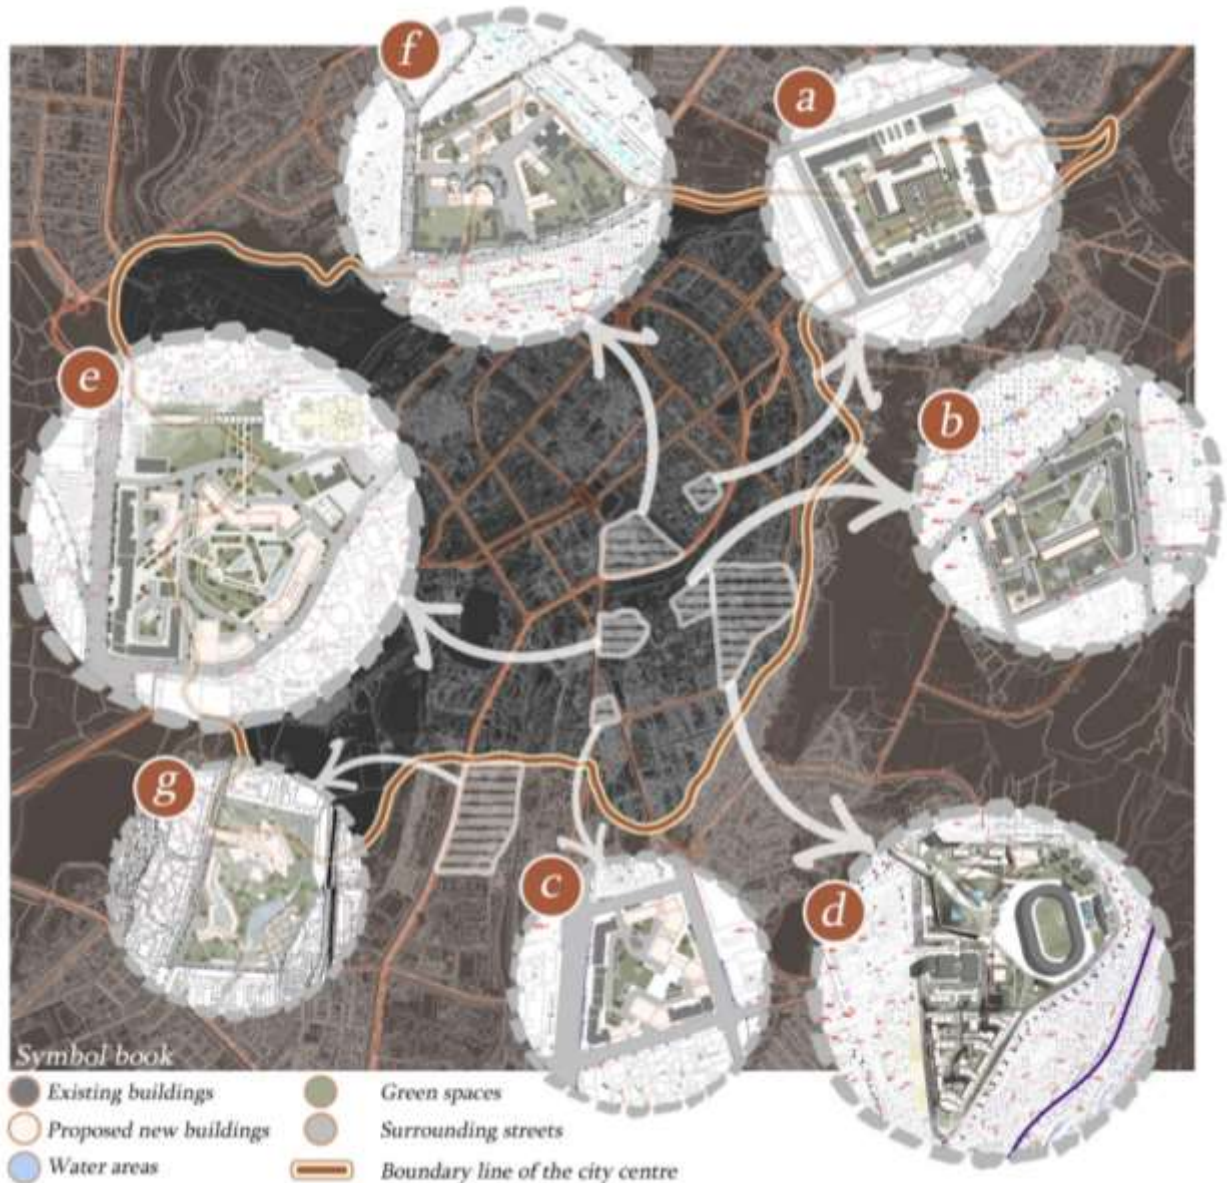 f
a
e
b
g
c
d
Symbol book
Existing buildings
Green spaces
Proposed new buildings
Surrounding streets
Water areas
Boundary line of the city centre